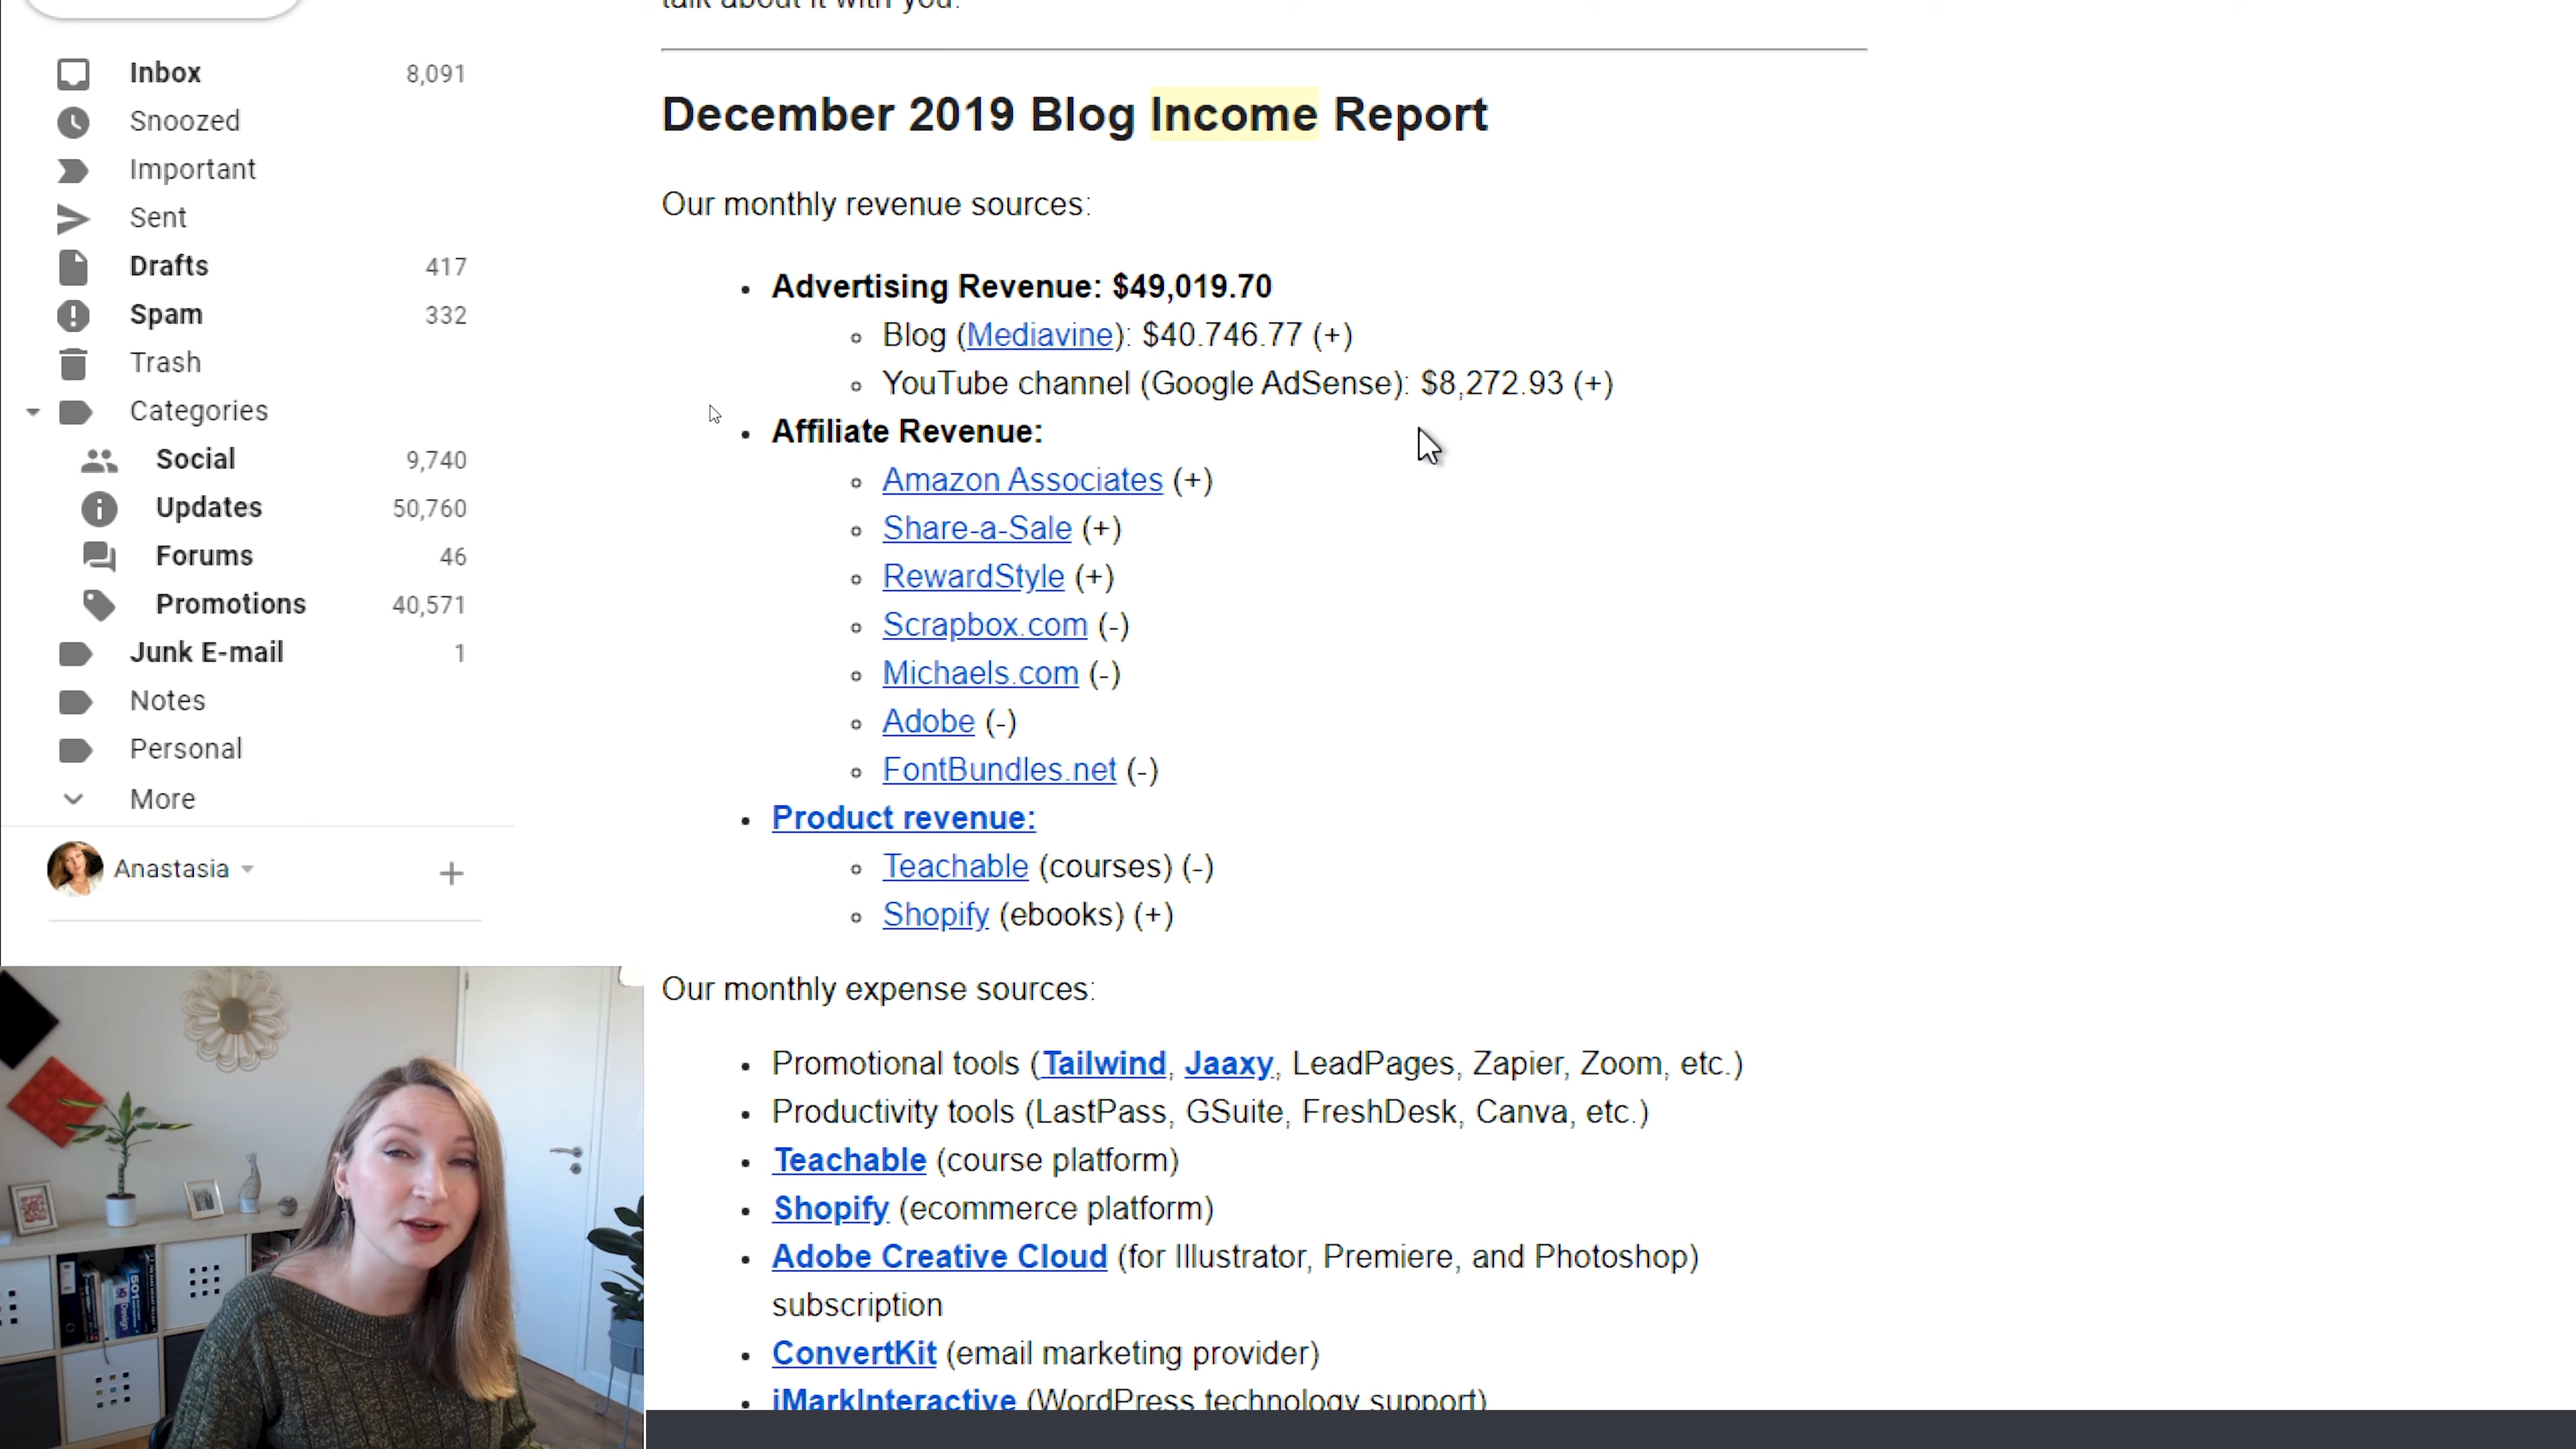 talk about it with you.
Inbox 8,091
Snoozed
Important
Sent
Drafts 417
Spam 332
Trash
Categories
Social 9,740
Updates 50,760
Forums 46
Promotions 40,571
Junk E-mail 1
Notes
Personal
More
Anastasia
December 2019 Blog Income Report
Our monthly revenue sources:
Advertising Revenue: $49,019.70
Blog (Mediavine): $40.746.77 (+)
YouTube channel (Google AdSense): $8,272.93 (+)
Affiliate Revenue:
Amazon Associates (+)
Share-a-Sale (+)
RewardStyle (+)
Scrapbox.com (-)
Michaels.com (-)
Adobe (-)
FontBundles.net (-)
Product revenue:
Teachable (courses) (-)
Shopify (ebooks) (+)
Our monthly expense sources:
Promotional tools (Tailwind, Jaaxy, LeadPages, Zapier, Zoom, etc.)
Productivity tools (LastPass, GSuite, FreshDesk, Canva, etc.)
Teachable (course platform)
Shopify (ecommerce platform)
Adobe Creative Cloud (for Illustrator, Premiere, and Photoshop)
subscription
ConvertKit (email marketing provider)
iMarkInteractive (WordPress technology support)